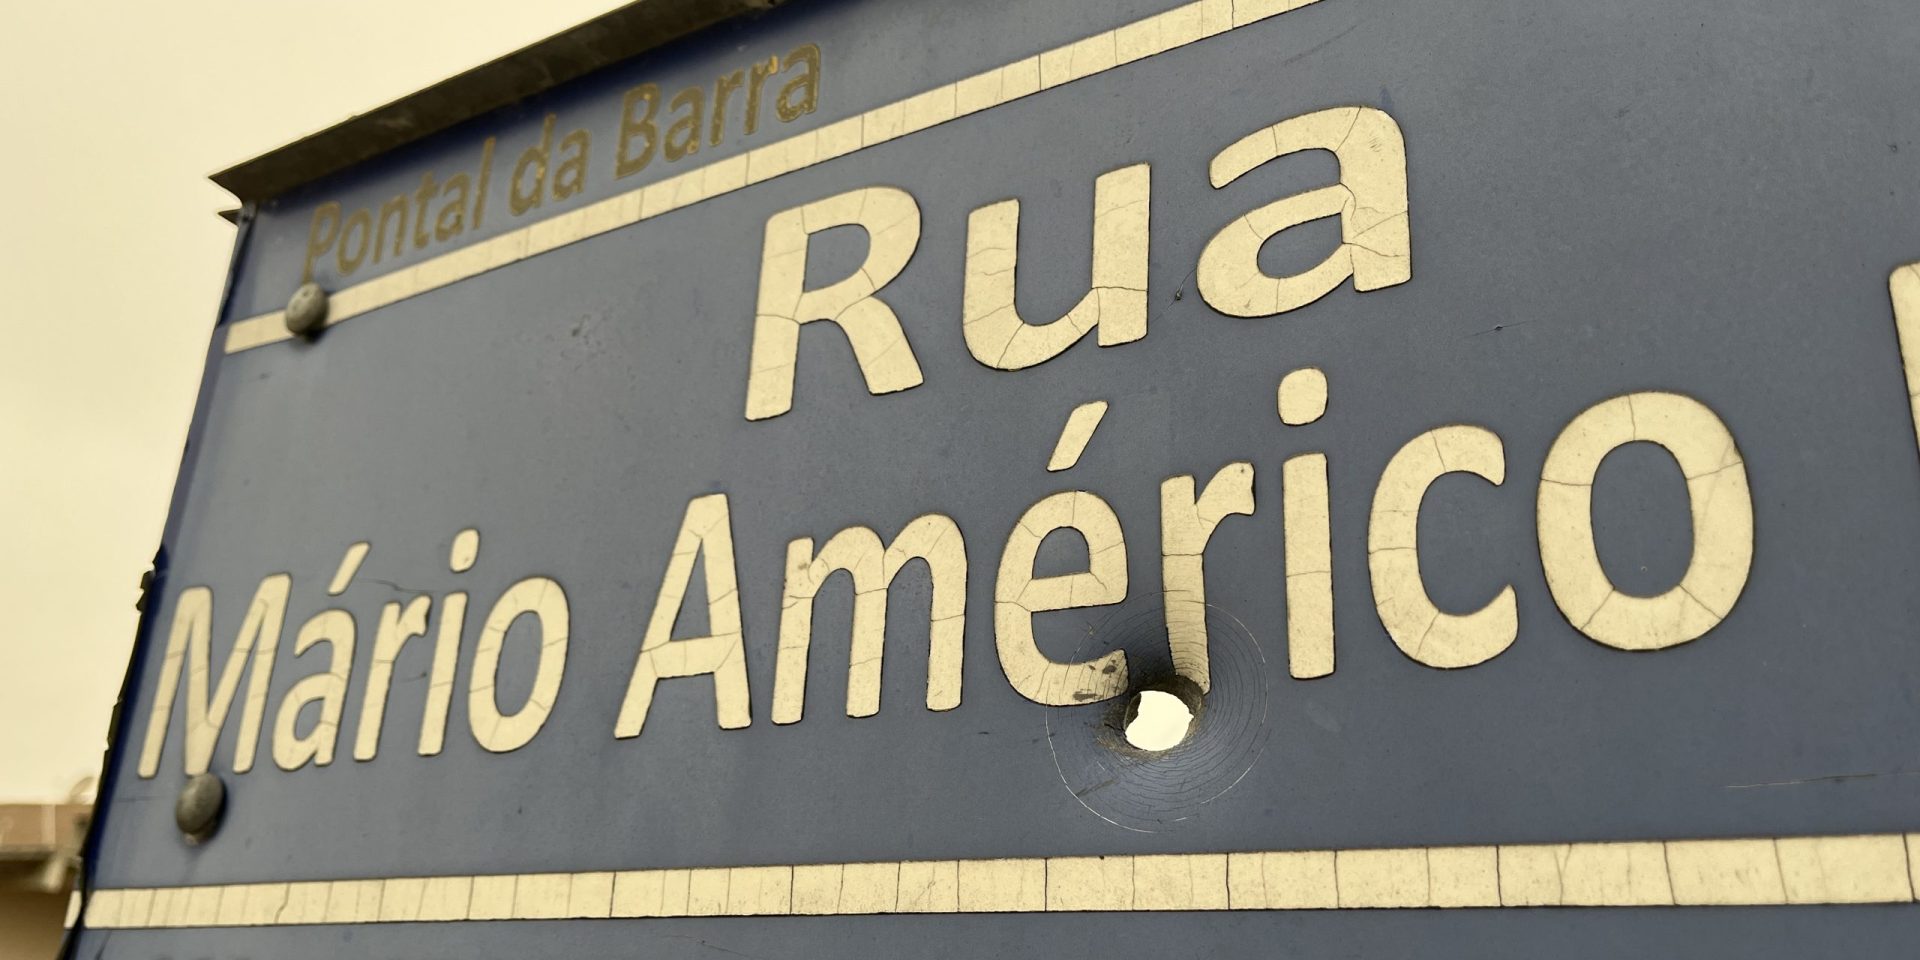 Pontal da Barra
Rua
Mário Américo